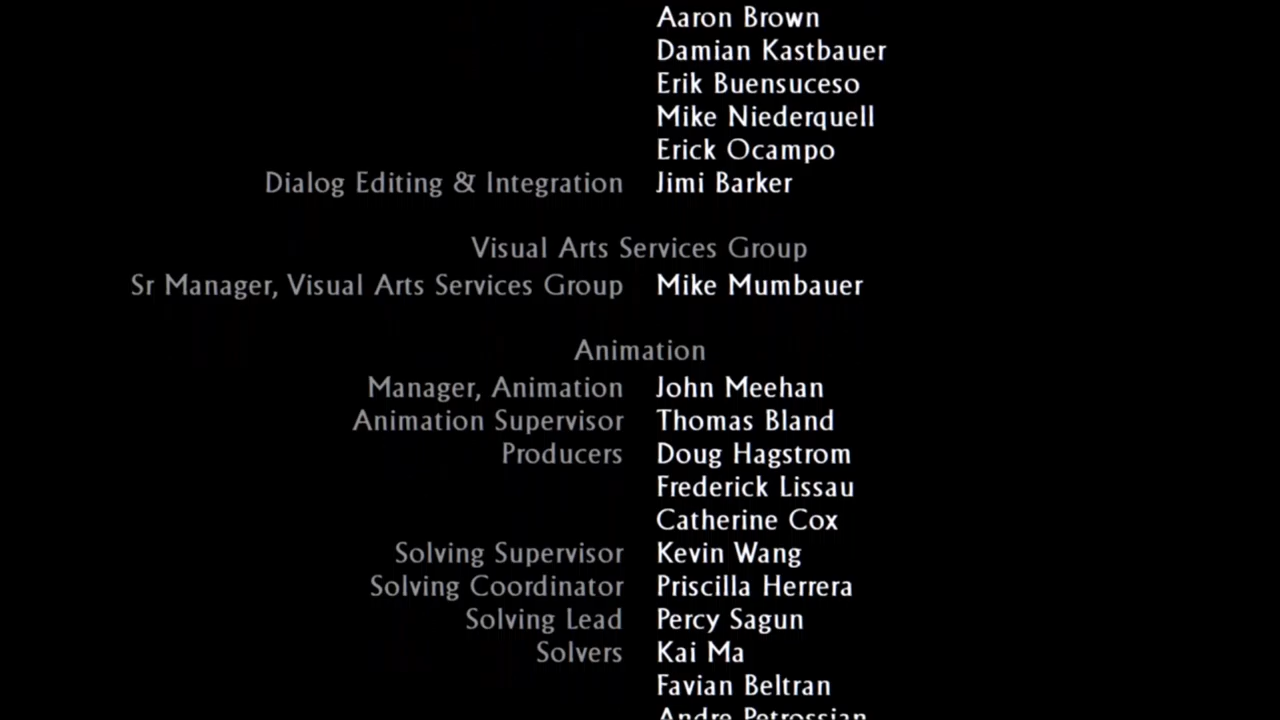 Aaron Brown
Damian Kastbauer
Erik Buensuceso
Mike Niederquell
Erick Ocampo
Dialog Editing & Integration Jimi Barker
Visual Arts Services Group
Sr Manager, Visual Arts Services Group Mike Mumbauer
Animation
Manager, Animation John Meehan
Animation Supervisor Thomas Bland
Producers Doug Hagstrom
Frederick Lissau
Catherine Cox
Solving Supervisor Kevin Wang
Solving Coordinator Priscilla Herrera
Solving Lead Percy Sagun
Solvers Kai Ma
Favian Beltran
Andre Petrossian